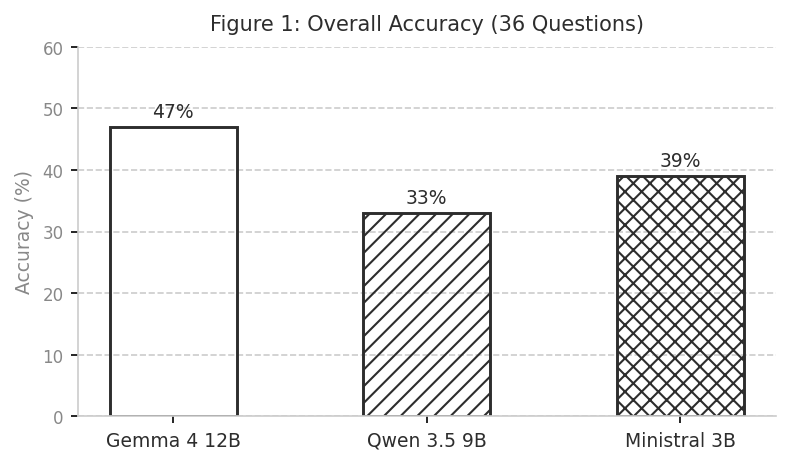 Figure 1: Overall Accuracy (36 Questions)
Accuracy (%)
60
50
40
30
20
10
0
47%
33%
39%
Gemma 4 12B
Qwen 3.5 9B
Ministral 3B